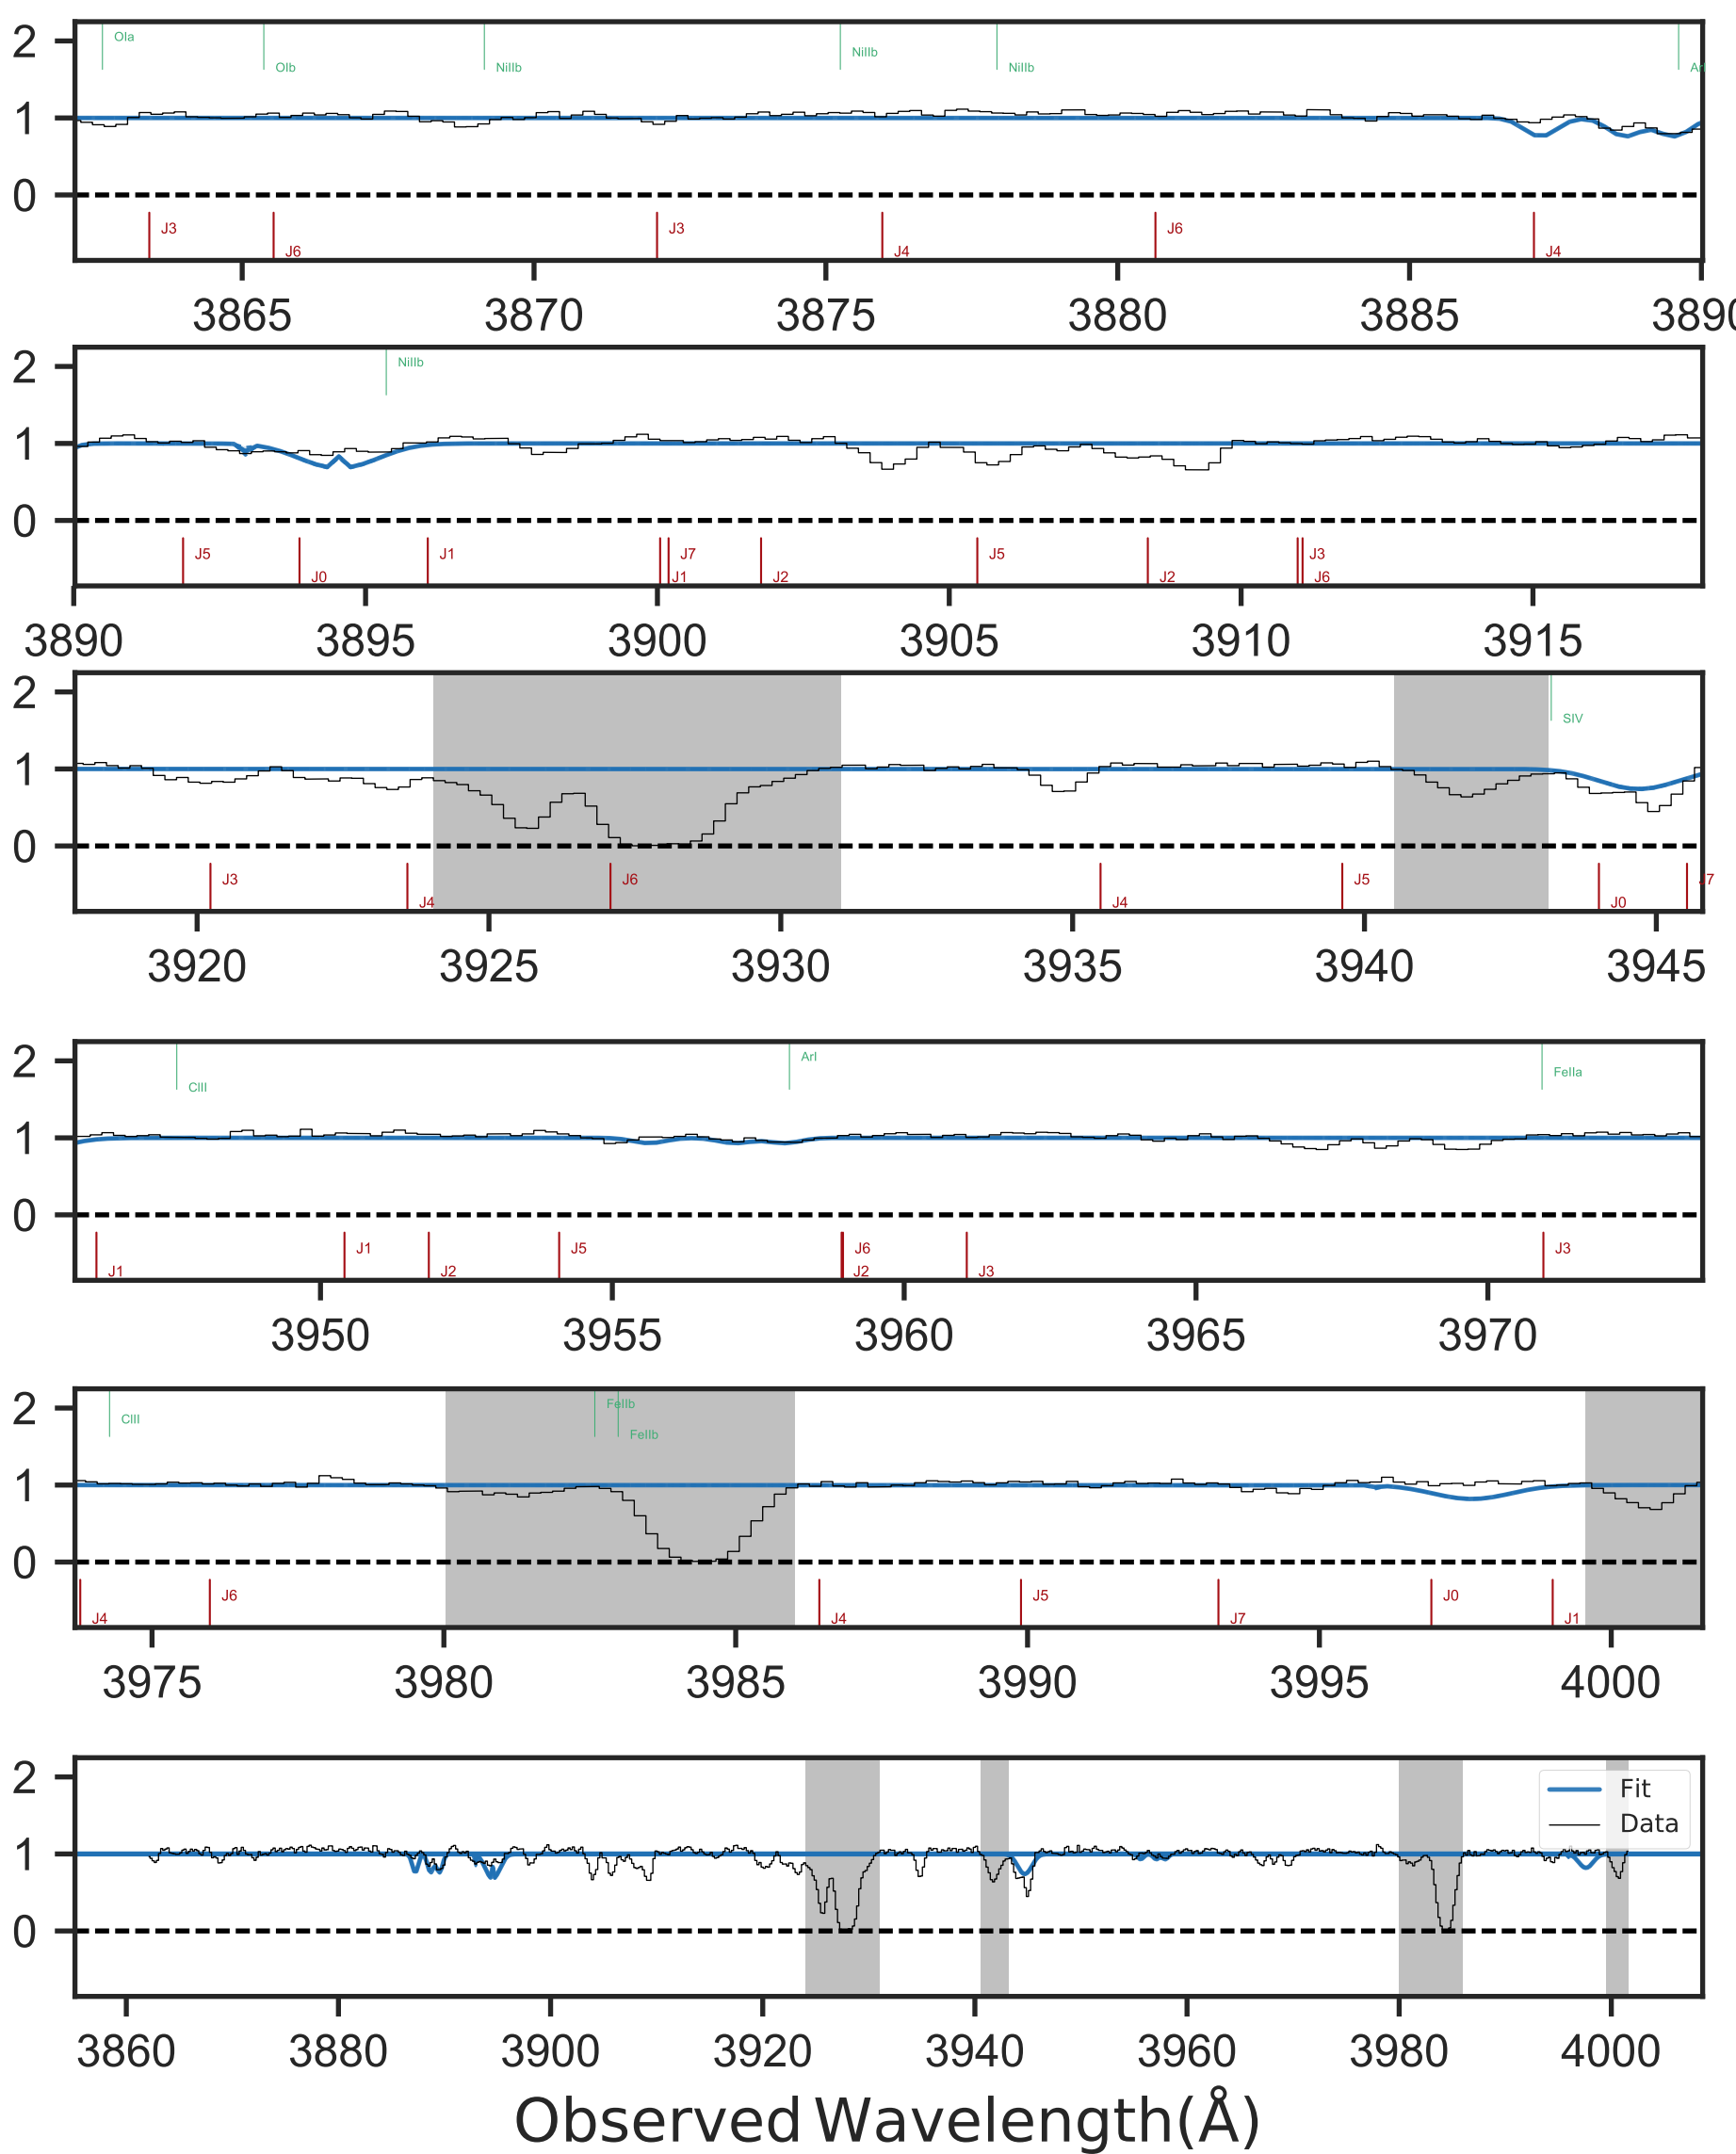 2 OIa OIb NiIIb NiIIb NiIIb ArI
1
0
J3 J6 J3 J4 J6 J4
3865 3870 3875 3880 3885 3890
2 NiIIb
1
0
J5 J0 J1 J7 J1 J2 J5 J2 J3 J6
3890 3895 3900 3905 3910 3915
2 SIV
1
0
J3 J4 J6 J4 J5 J0 J7
3920 3925 3930 3935 3940 3945
2 CIII ArI FeIIa
1
0
J1 J1 J2 J5 J6 J2 J3 J3
3950 3955 3960 3965 3970
2 CIII FeIIb FeIIb
1
0
J4 J6 J4 J5 J7 J0 J1
3975 3980 3985 3990 3995 4000
2 Fit
Data
1
0
3860 3880 3900 3920 3940 3960 3980 4000
Observed Wavelength(Å)